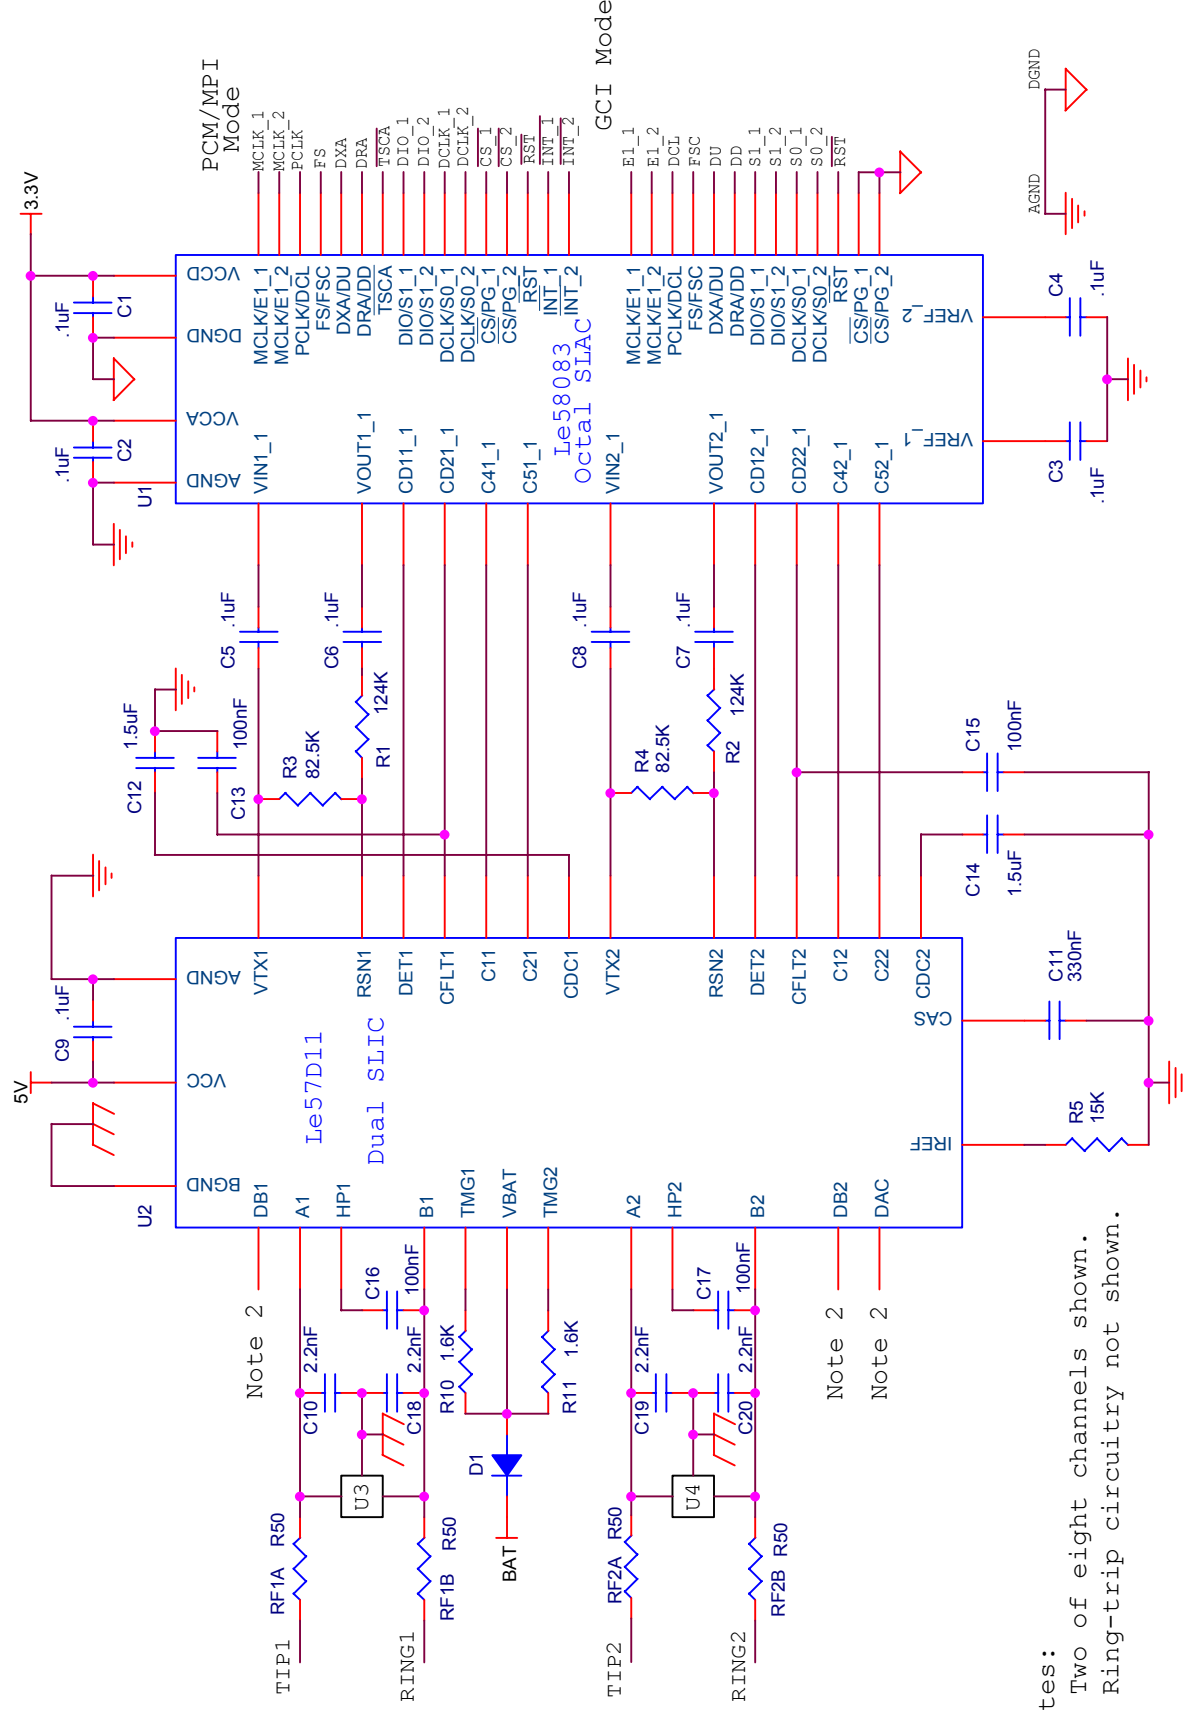 TIP1
RF1A
R50
RING1
RF1B
R50
U3
C10
2.2nF
C18
2.2nF
C16
100nF
Note 2
BAT
D1
R10
1.6K
R11
1.6K
TIP2
RF2A
R50
RING2
RF2B
R50
U4
C19
2.2nF
C20
2.2nF
C17
100nF
Note 2
Note 2
U2
BGND
VCC
AGND
5V
C9
.1uF
DB1
A1
HP1
B1
TMG1
VBAT
TMG2
A2
HP2
B2
DB2
DAC
Le57D11
Dual SLIC
VTX1
RSN1
DET1
CFLT1
C11
C21
CDC1
VTX2
RSN2
DET2
CFLT2
C12
C22
CDC2
IREF
CAS
R5
15K
C11
330nF
C14
1.5uF
C15
100nF
C12
1.5uF
C13
100nF
R3
82.5K
R1
124K
C5
.1uF
C6
.1uF
R4
82.5K
R2
124K
C8
.1uF
C7
.1uF
U1
AGND
VCCA
DGND
VCCD
C2
.1uF
C1
.1uF
3.3V
VIN1_1
VOUT1_1
CD11_1
CD21_1
C41_1
C51_1
VIN2_1
VOUT2_1
CD12_1
CD22_1
C42_1
C52_1
Le58083
Octal SLAC
MCLK/E1_1
MCLK/E1_2
PCLK/DCL
FS/FSC
DXA/DU
DRA/DD
TSCA
DIO/S1_1
DIO/S1_2
DCLK/S0_1
DCLK/S0_2
CS/PG_1
CS/PG_2
RST
INT_1
INT_2
MCLK/E1_1
MCLK/E1_2
PCLK/DCL
FS/FSC
DXA/DU
DRA/DD
DIO/S1_1
DIO/S1_2
DCLK/S0_1
DCLK/S0_2
RST
CS/PG_1
CS/PG_2
VREF_1
VREF_2
C3
.1uF
C4
.1uF
PCM/MPI
Mode
MCLK_1
MCLK_2
PCLK
FS
DXA
DRA
TSCA
DIO_1
DIO_2
DCLK_1
DCLK_2
CS_1
CS_2
RST
INT_1
INT_2
GCI Mode
E1_1
E1_2
DCL
FSC
DU
DD
S1_1
S1_2
S0_1
S0_2
RST
AGND
DGND
tes:
Two of eight channels shown.
Ring-trip circuitry not shown.